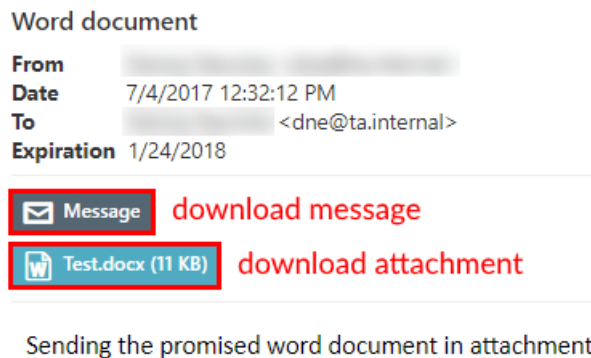 Word document
From
Date 7/4/2017 12:32:12 PM
To <dne@ta.internal>
Expiration 1/24/2018
Message download message
Test.docx (11 KB) download attachment
Sending the promised word document in attachment